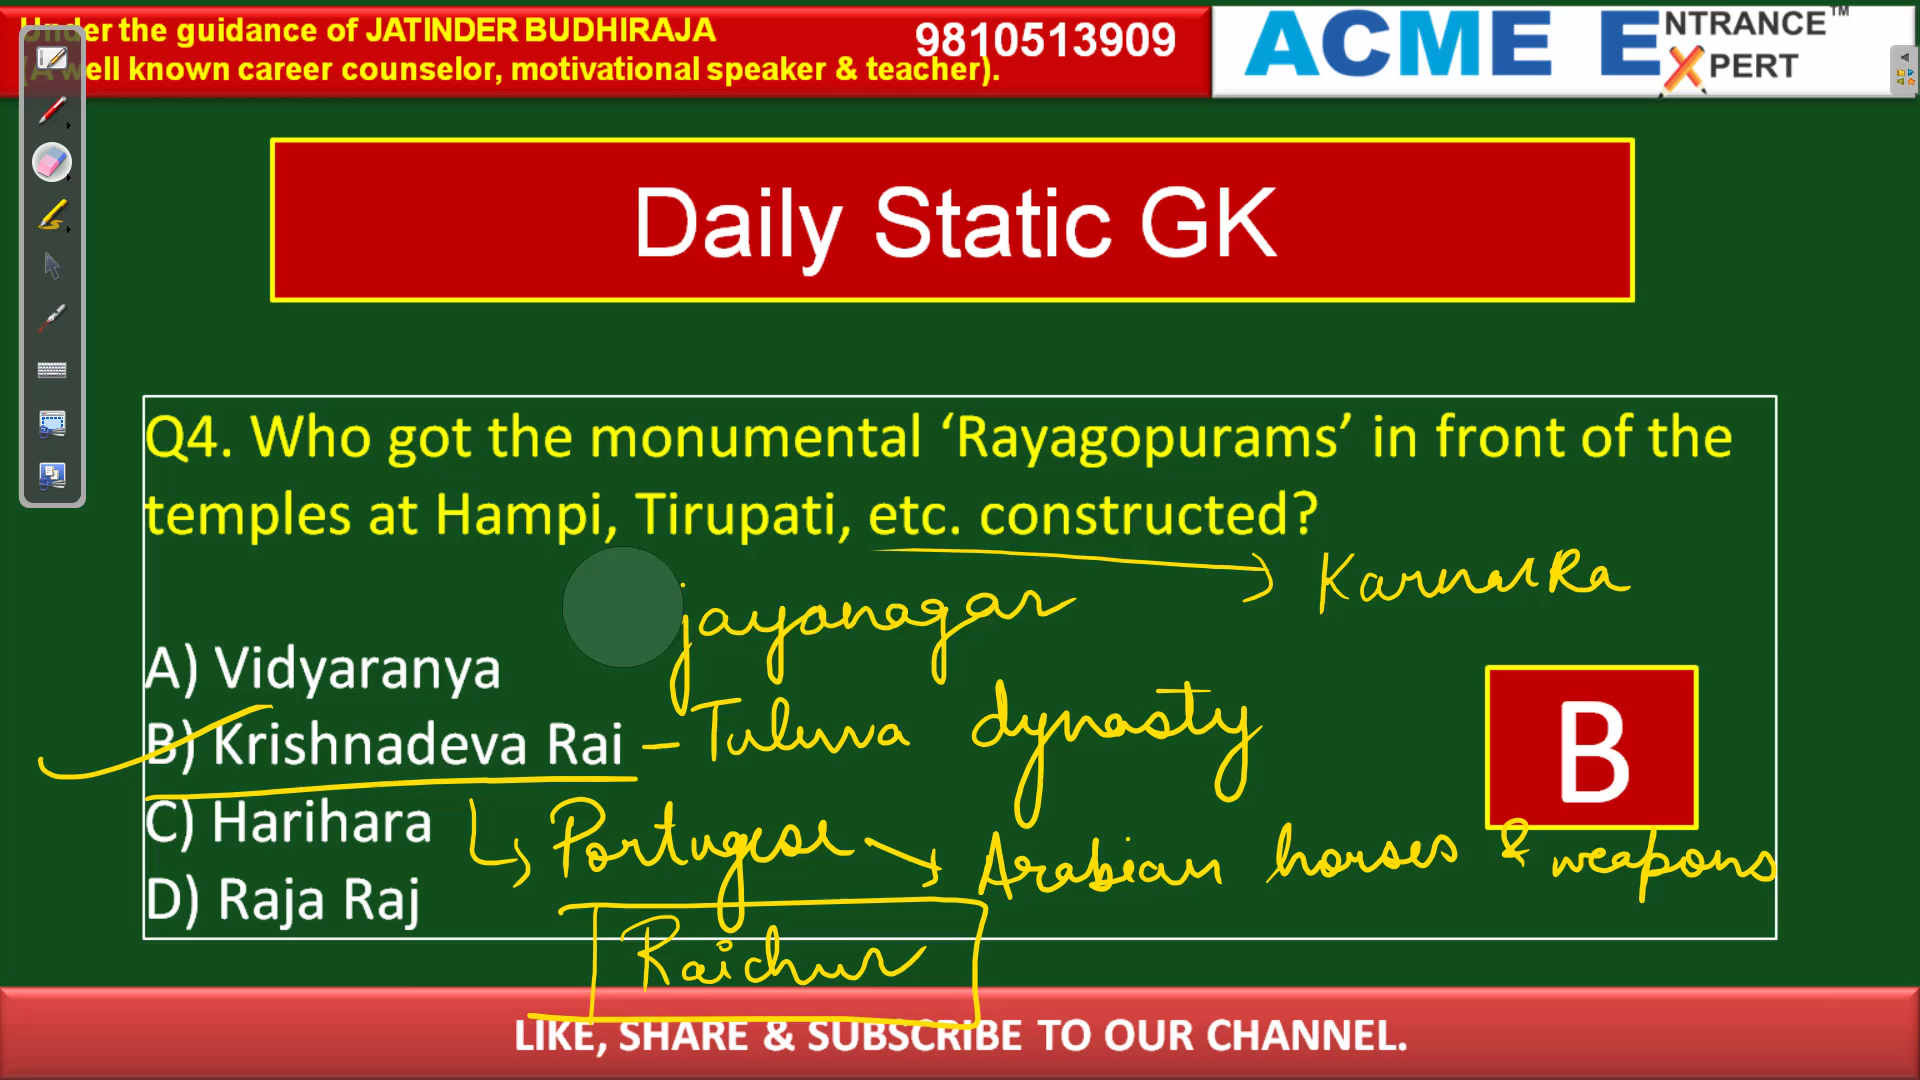 Under the guidance of JATINDER BUDHIRAJA
(A well known career counselor, motivational speaker & teacher).
9810513909
ACME ENTRANCE EXPERT™
Daily Static GK
Q4. Who got the monumental ‘Rayagopurams’ in front of the
temples at Hampi, Tirupati, etc. constructed?
Karnatka
jayanagar
A) Vidyaranya
B) Krishnadeva Rai – Tuluva dynasty
B
C) Harihara
Portugese Arabian horses & weapons
D) Raja Raj
Raichur
LIKE, SHARE & SUBSCRIBE TO OUR CHANNEL.